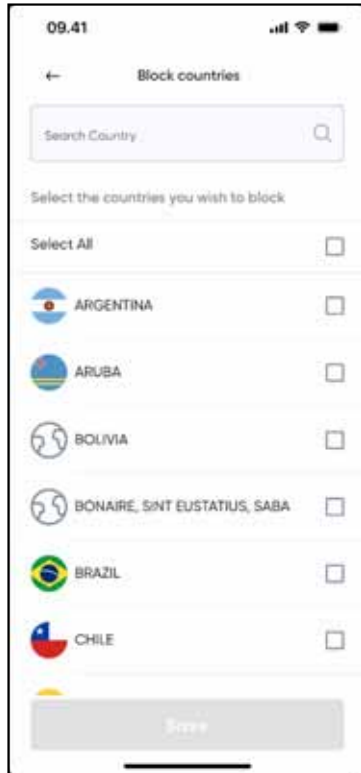 09.41
Block countries
Search Country
Select the countries you wish to block
Select All
ARGENTINA
ARUBA
BOLIVIA
BONAIRE, SINT EUSTATIUS, SABA
BRAZIL
CHILE
Save